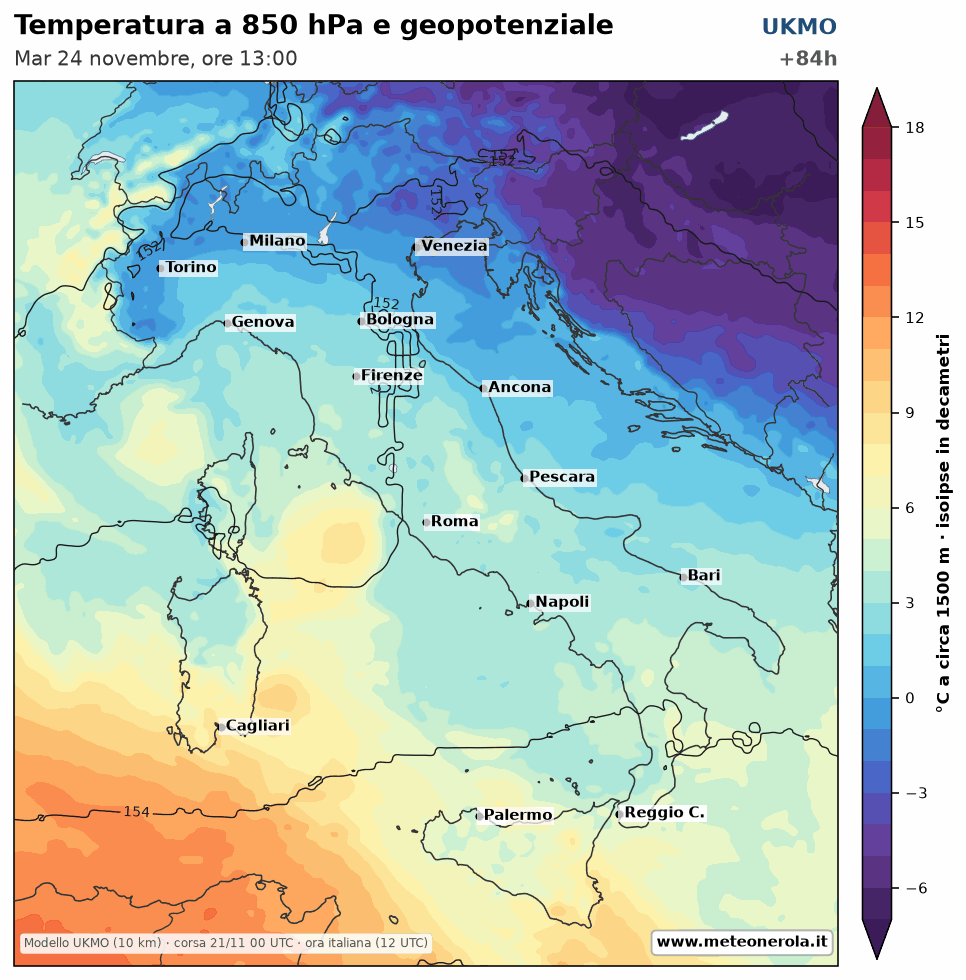 Temperatura a 850 hPa e geopotenziale
UKMO
Mar 24 novembre, ore 13:00
+84h
152
152
152
Milano
Venezia
Torino
152
Genova
Bologna
Firenze
Ancona
Pescara
Roma
Bari
Napoli
Cagliari
154
Palermo
Reggio C.
Modello UKMO (10 km) · corsa 21/11 00 UTC · ora italiana (12 UTC)
www.meteonerola.it
18
15
12
9
6
3
0
−3
−6
°C a circa 1500 m · isoipse in decametri